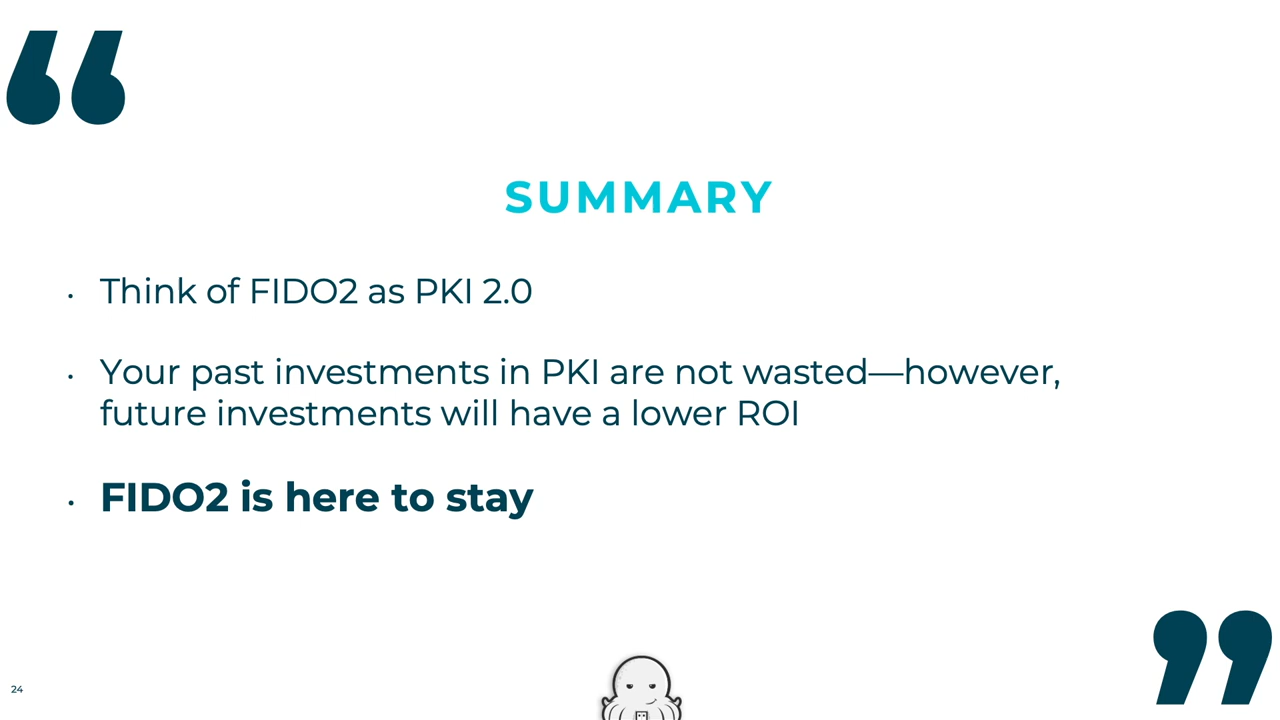 “
SUMMARY
· Think of FIDO2 as PKI 2.0
· Your past investments in PKI are not wasted—however,
future investments will have a lower ROI
· FIDO2 is here to stay
”
24